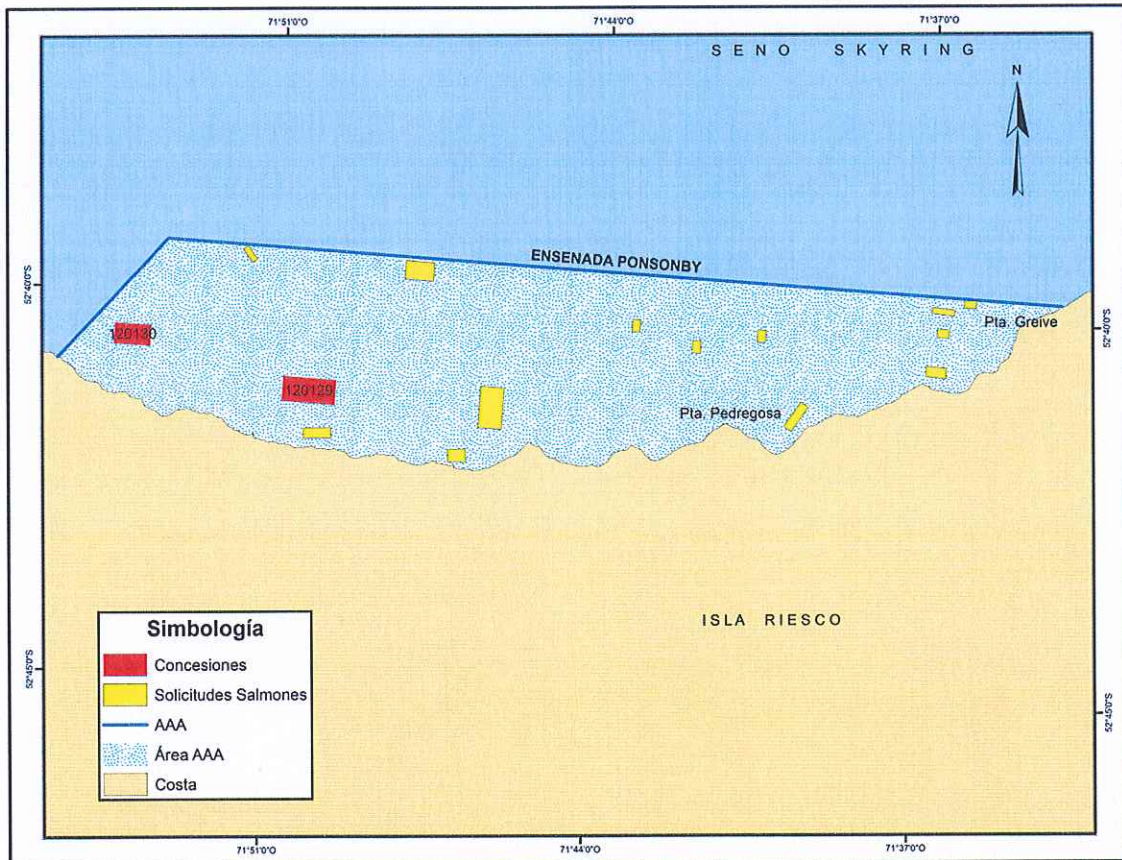 71°51'0"O 71°44'0"O 71°37'0"O
SENO SKYRING
N
52°40'0"S
ENSENADA PONSONBY
52°40'0"S
Pta. Greive
120130
120129
Pta. Pedregosa
ISLA RIESCO
Simbología
Concesiones
Solicitudes Salmones
AAA
Área AAA
Costa
52°45'0"S
52°45'0"S
71°51'0"O 71°44'0"O 71°37'0"O